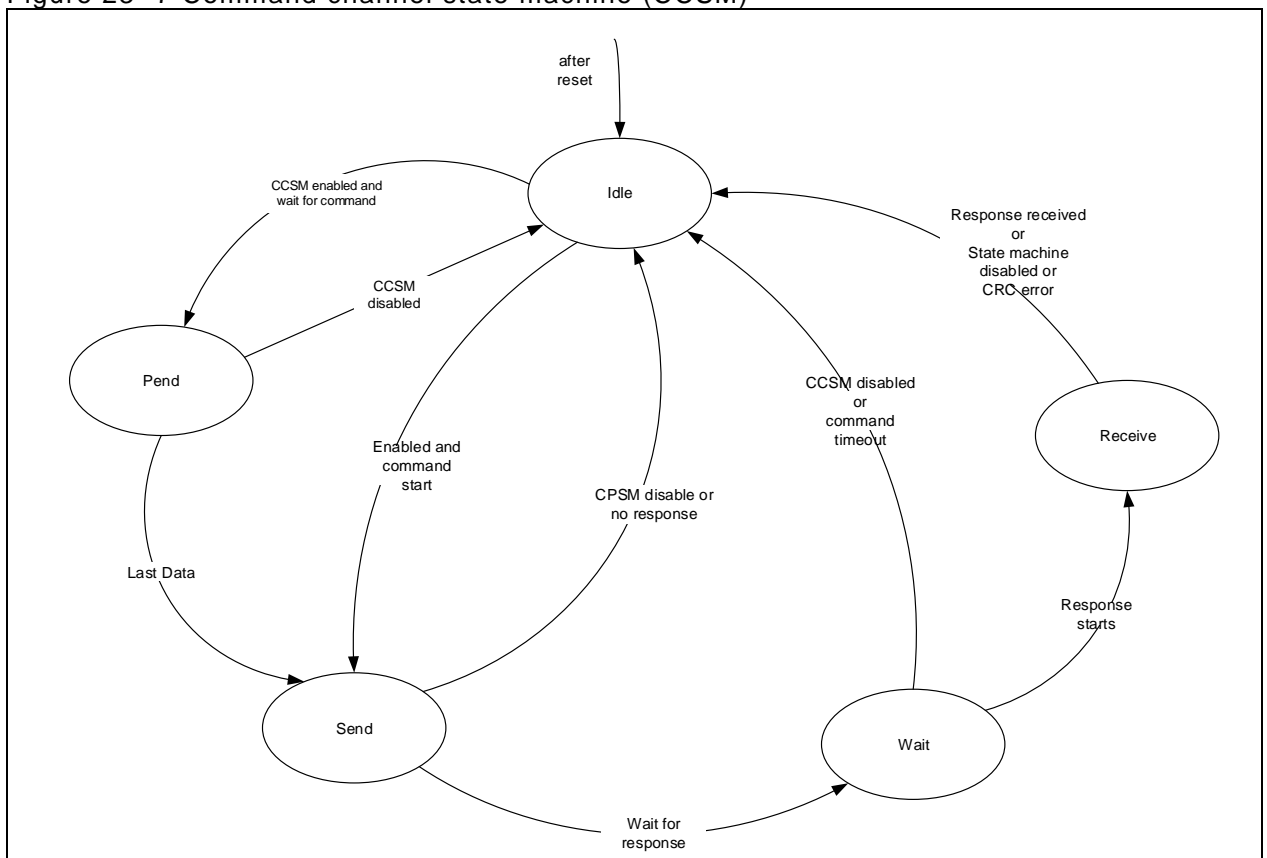 Figure 25- 7 Command channel state machine (CCSM)
after
reset
Idle
CCSM enabled and
wait for command
Response received
or
State machine
disabled or
CRC error
CCSM
disabled
Pend
CCSM disabled
or
command
timeout
Receive
Enabled and
command
start
CPSM disable or
no response
Last Data
Response
starts
Send
Wait
Wait for
response